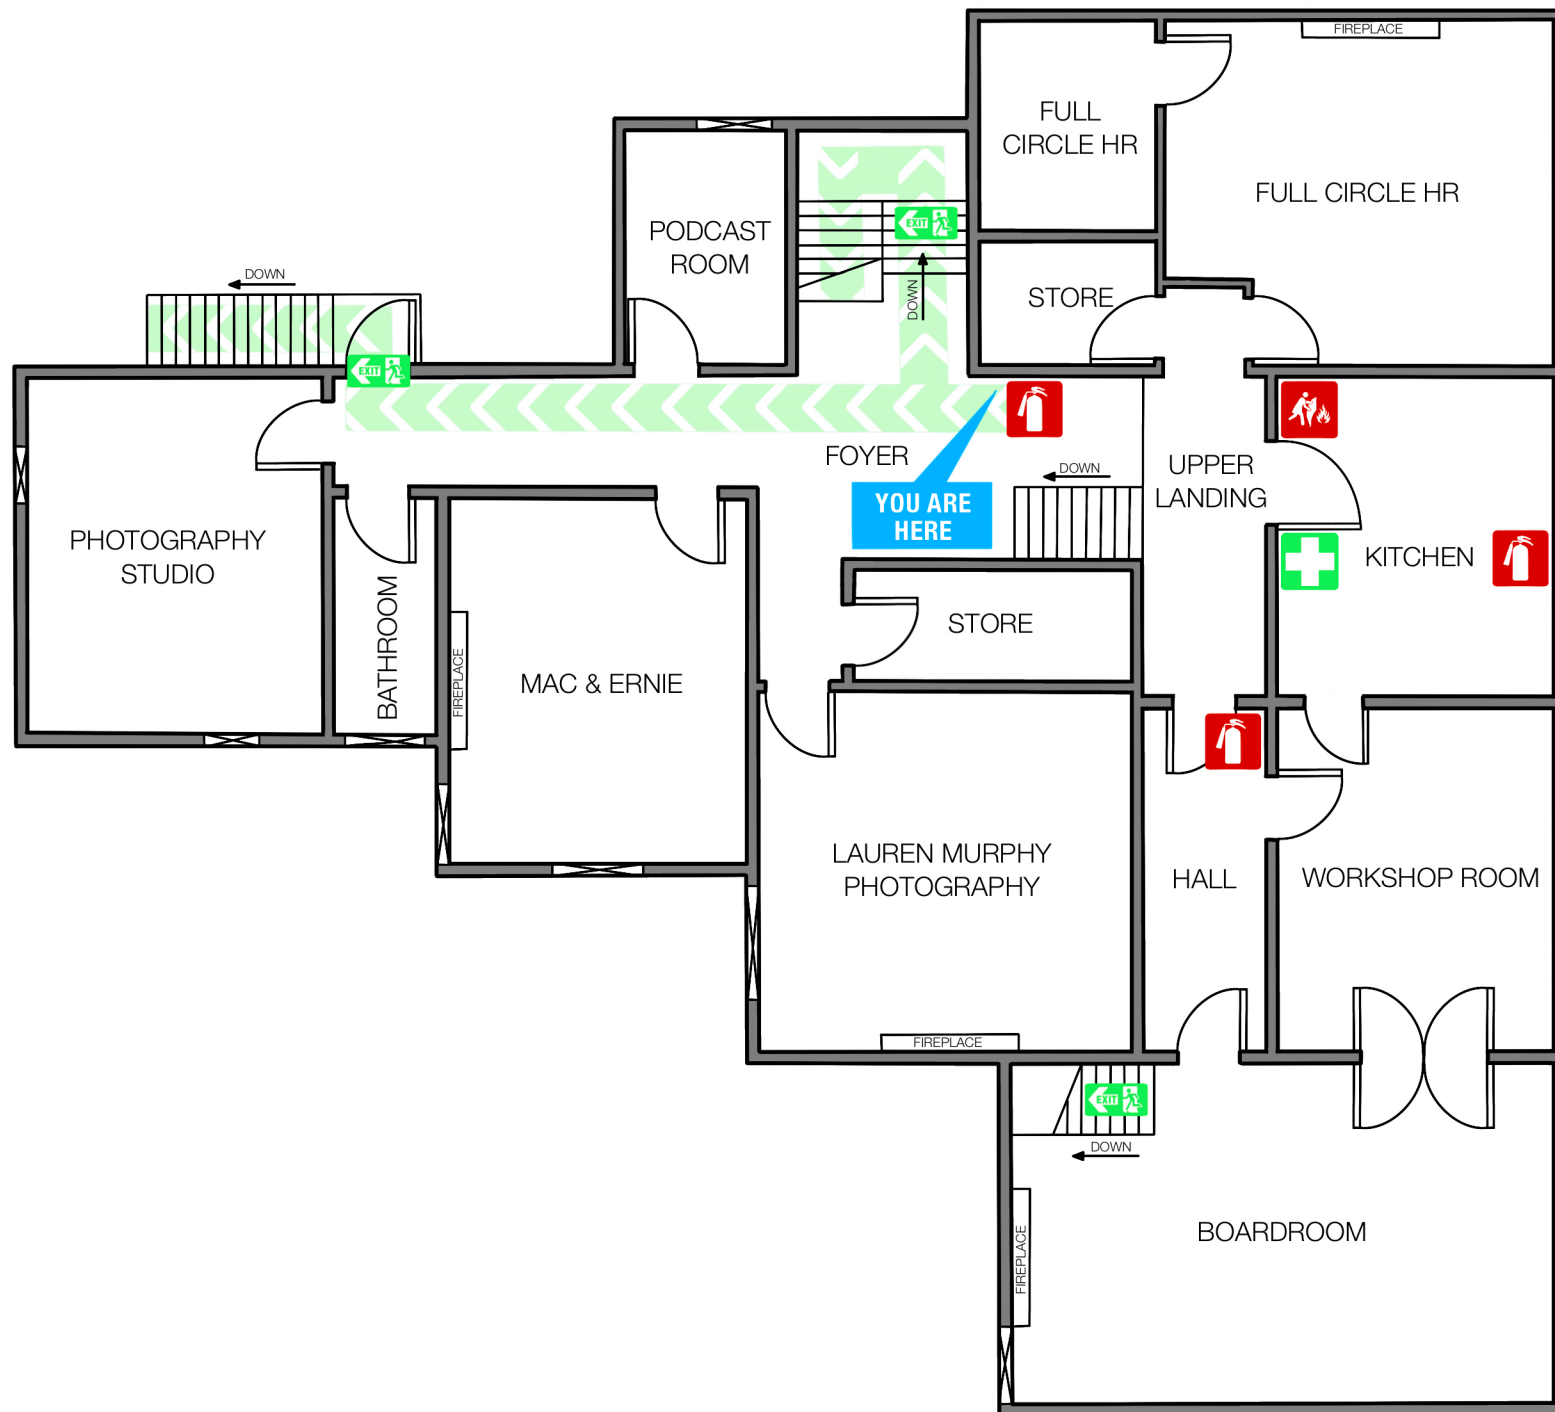 FIREPLACE
FULL
CIRCLE HR
FULL CIRCLE HR
PODCAST
ROOM
EXIT
DOWN
STORE
DOWN
EXIT
FOYER
YOU ARE
HERE
DOWN
UPPER
LANDING
KITCHEN
PHOTOGRAPHY
STUDIO
BATHROOM
FIREPLACE
MAC & ERNIE
STORE
LAUREN MURPHY
PHOTOGRAPHY
FIREPLACE
HALL
WORKSHOP ROOM
EXIT
DOWN
FIREPLACE
BOARDROOM